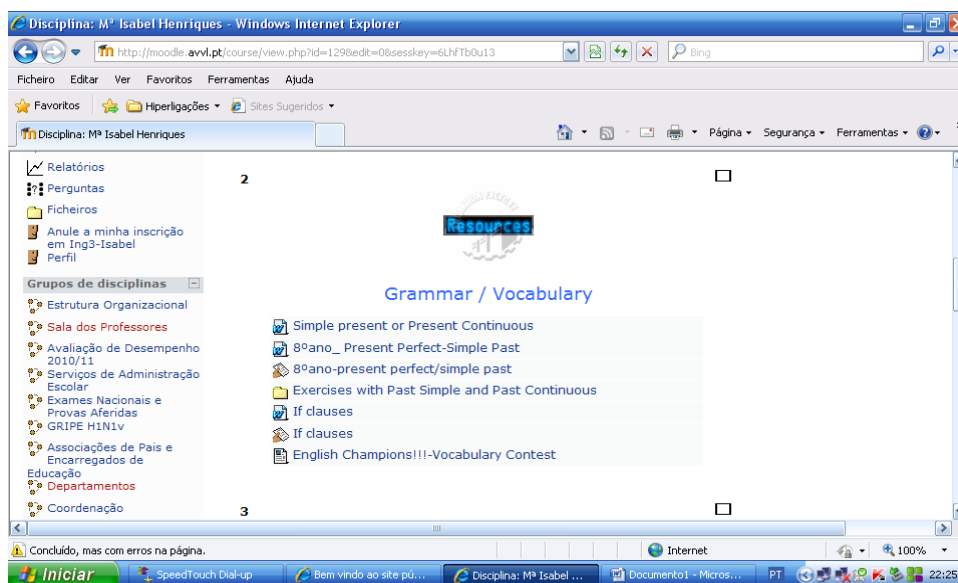 Disciplina: Mª Isabel Henriques - Windows Internet Explorer
http://moodle.avvl.pt/course/view.php?id=129&edit=0&sesskey=6LhfTb0u13
Bing
Ficheiro Editar Ver Favoritos Ferramentas Ajuda
Favoritos Hiperligações Sites Sugeridos
Disciplina: Mª Isabel Henriques
Página Segurança Ferramentas
Relatórios
Perguntas
Ficheiros
Anule a minha inscrição
em Ing3-Isabel
Perfil
Grupos de disciplinas
Estrutura Organizacional
Sala dos Professores
Avaliação de Desempenho
2010/11
Serviços de Administração
Escolar
Exames Nacionais e
Provas Aferidas
GRIPE H1N1v
Associações de Pais e
Encarregados de
Educação
Departamentos
Coordenação
2
Resources
Grammar / Vocabulary
Simple present or Present Continuous
8ºano_ Present Perfect-Simple Past
8ºano-present perfect/simple past
Exercises with Past Simple and Past Continuous
If clauses
If clauses
English Champions!!!-Vocabulary Contest
3
Concluído, mas com erros na página.
Internet
100%
Iniciar
SpeedTouch Dial-up
Bem vindo ao site pú...
Disciplina: Mª Isabel ...
Documento1 - Micros...
PT
22:25